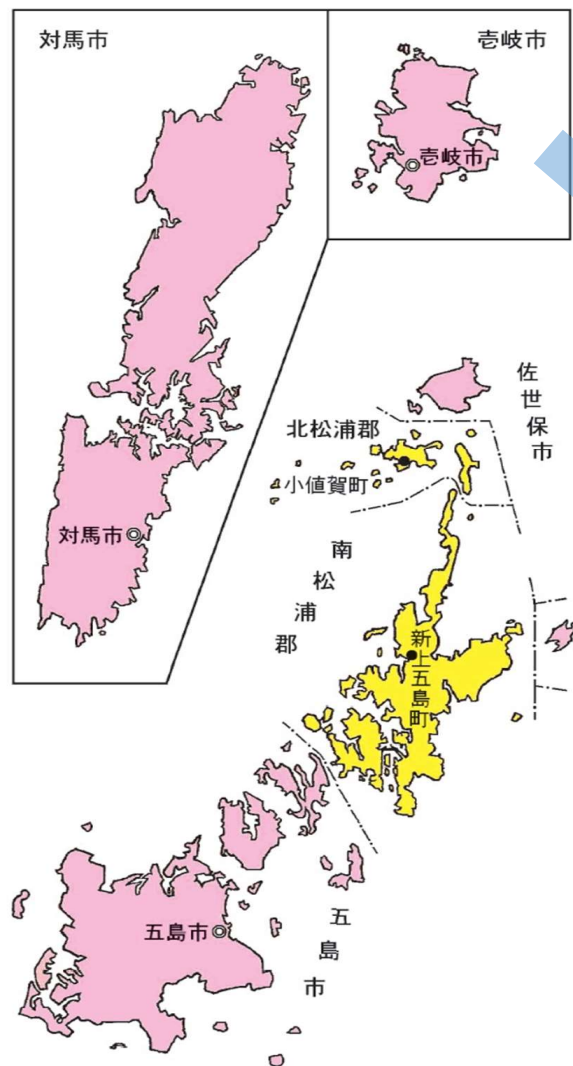 対馬市
壱岐市
壱岐市
佐世保市
北松浦郡
小値賀町
対馬市
南松浦郡
新上五島町
五島市
五島市